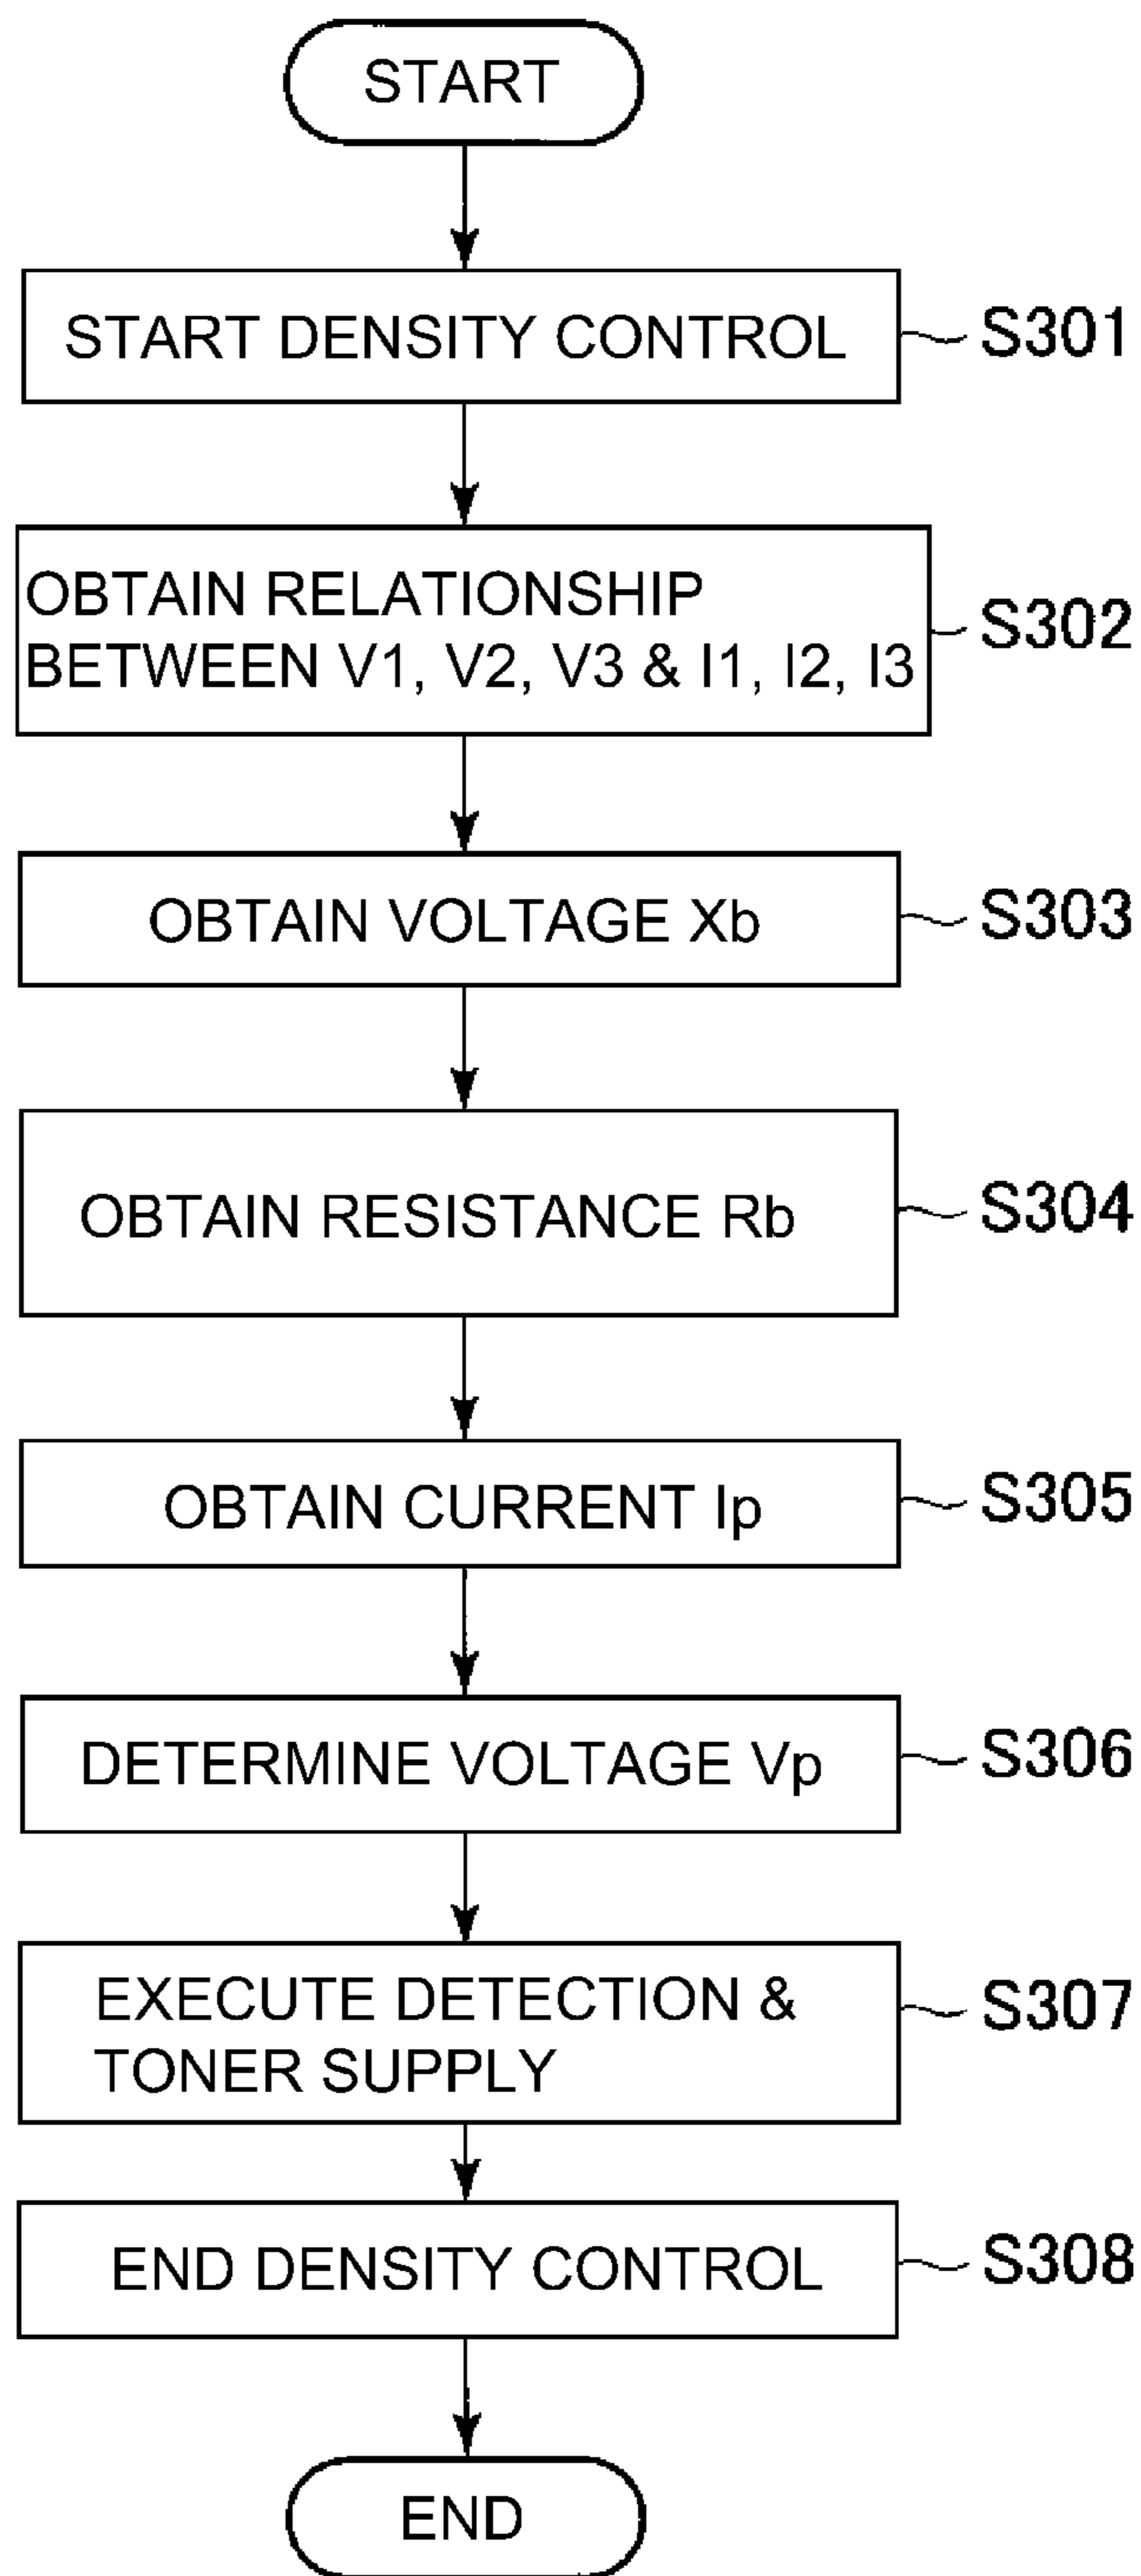 START
START DENSITY CONTROL
S301
OBTAIN RELATIONSHIP
BETWEEN V1, V2, V3 & I1, I2, I3
S302
OBTAIN VOLTAGE Xb
S303
OBTAIN RESISTANCE Rb
S304
OBTAIN CURRENT Ip
S305
DETERMINE VOLTAGE Vp
S306
EXECUTE DETECTION &
TONER SUPPLY
S307
END DENSITY CONTROL
S308
END